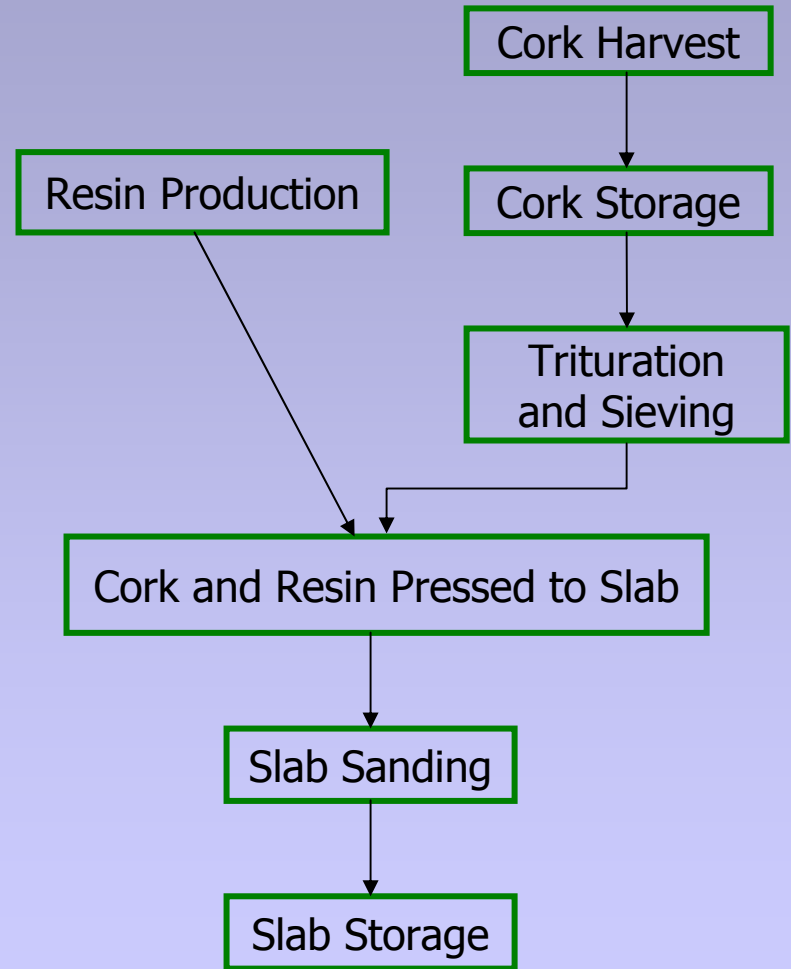 Cork Harvest
Resin Production
Cork Storage
Trituration
and Sieving
Cork and Resin Pressed to Slab
Slab Sanding
Slab Storage